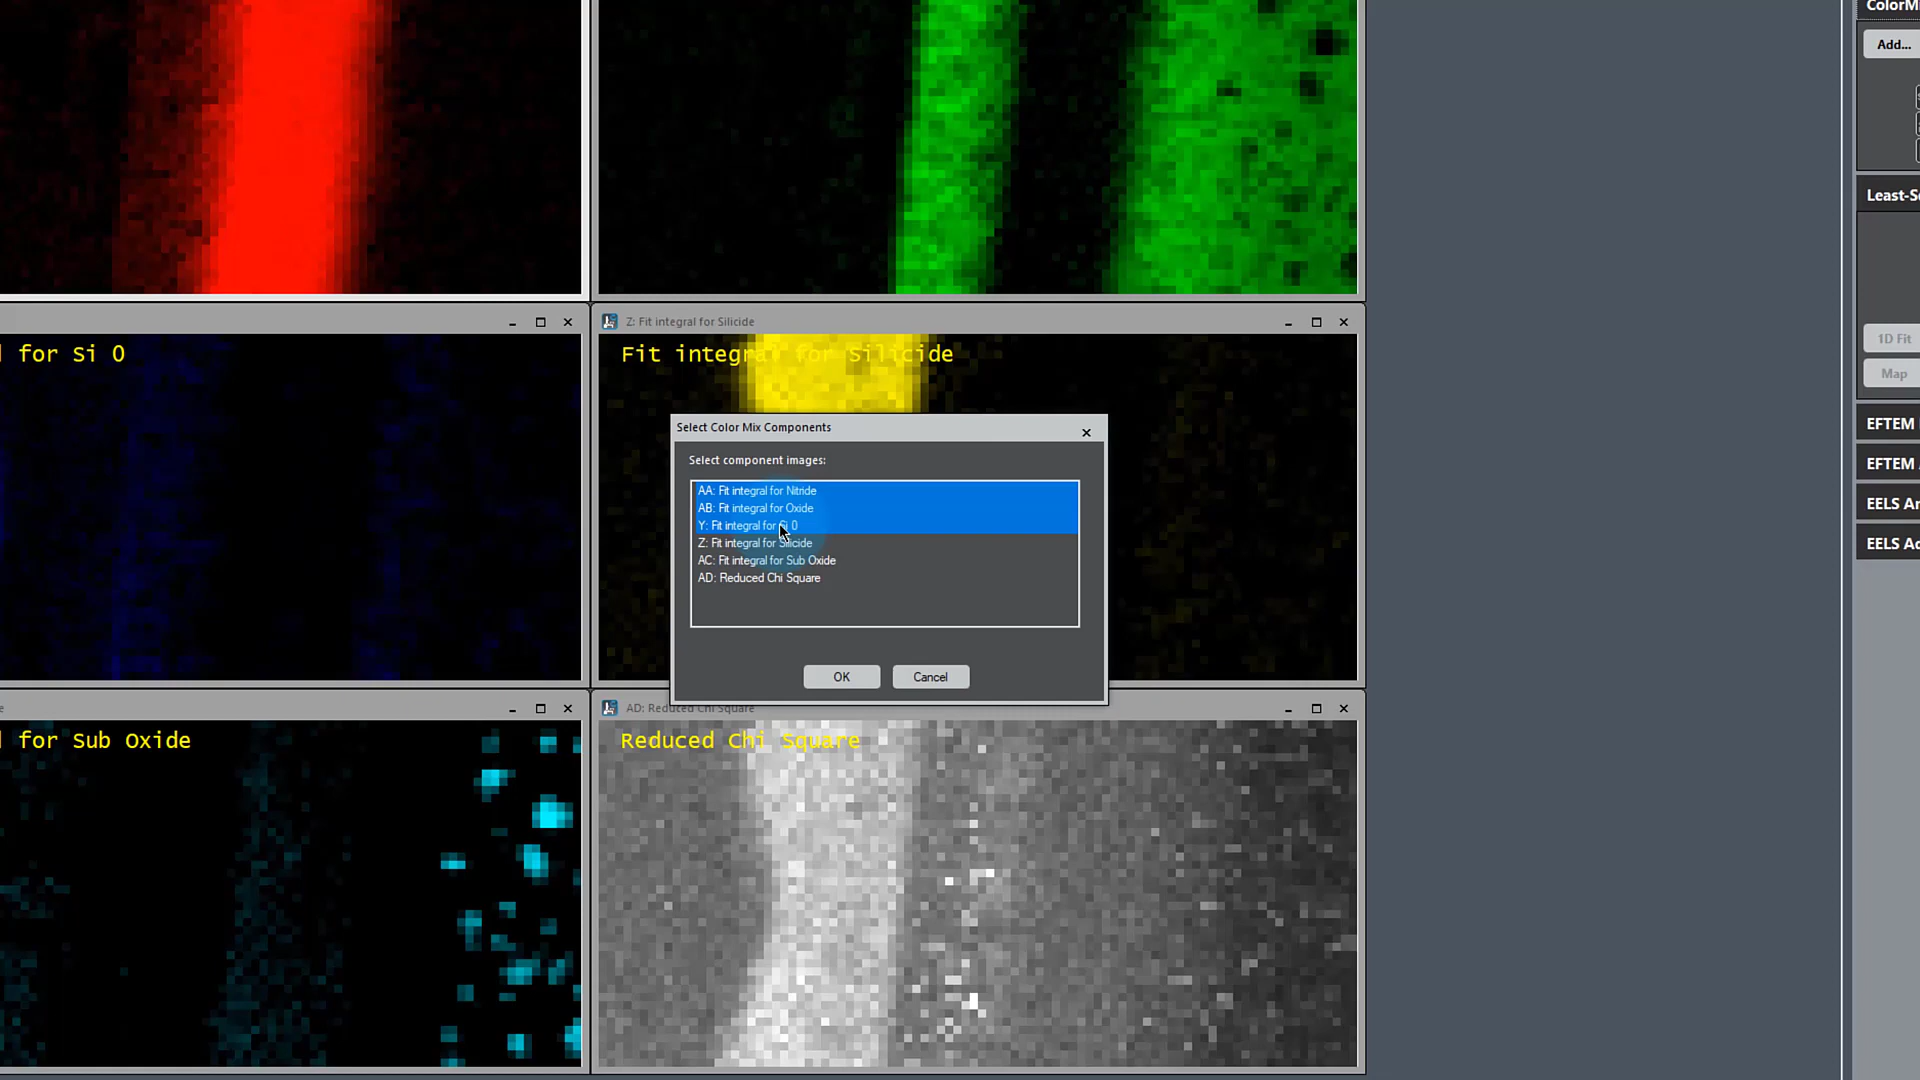 ColorM
Add...
Least-S
Z: Fit integral for Silicide
for Si 0
Fit integral for Silicide
1D Fit
Map
Select Color Mix Components
Select component images:
AA: Fit integral for Nitride
AB: Fit integral for Oxide
Y: Fit integral for Si 0
Z: Fit integral for Silicide
AC: Fit integral for Sub Oxide
AD: Reduced Chi Square
OK
Cancel
EFTEM
EFTEM
EELS A
EELS A
AD: Reduced Chi Square
for Sub Oxide
Reduced Chi Square